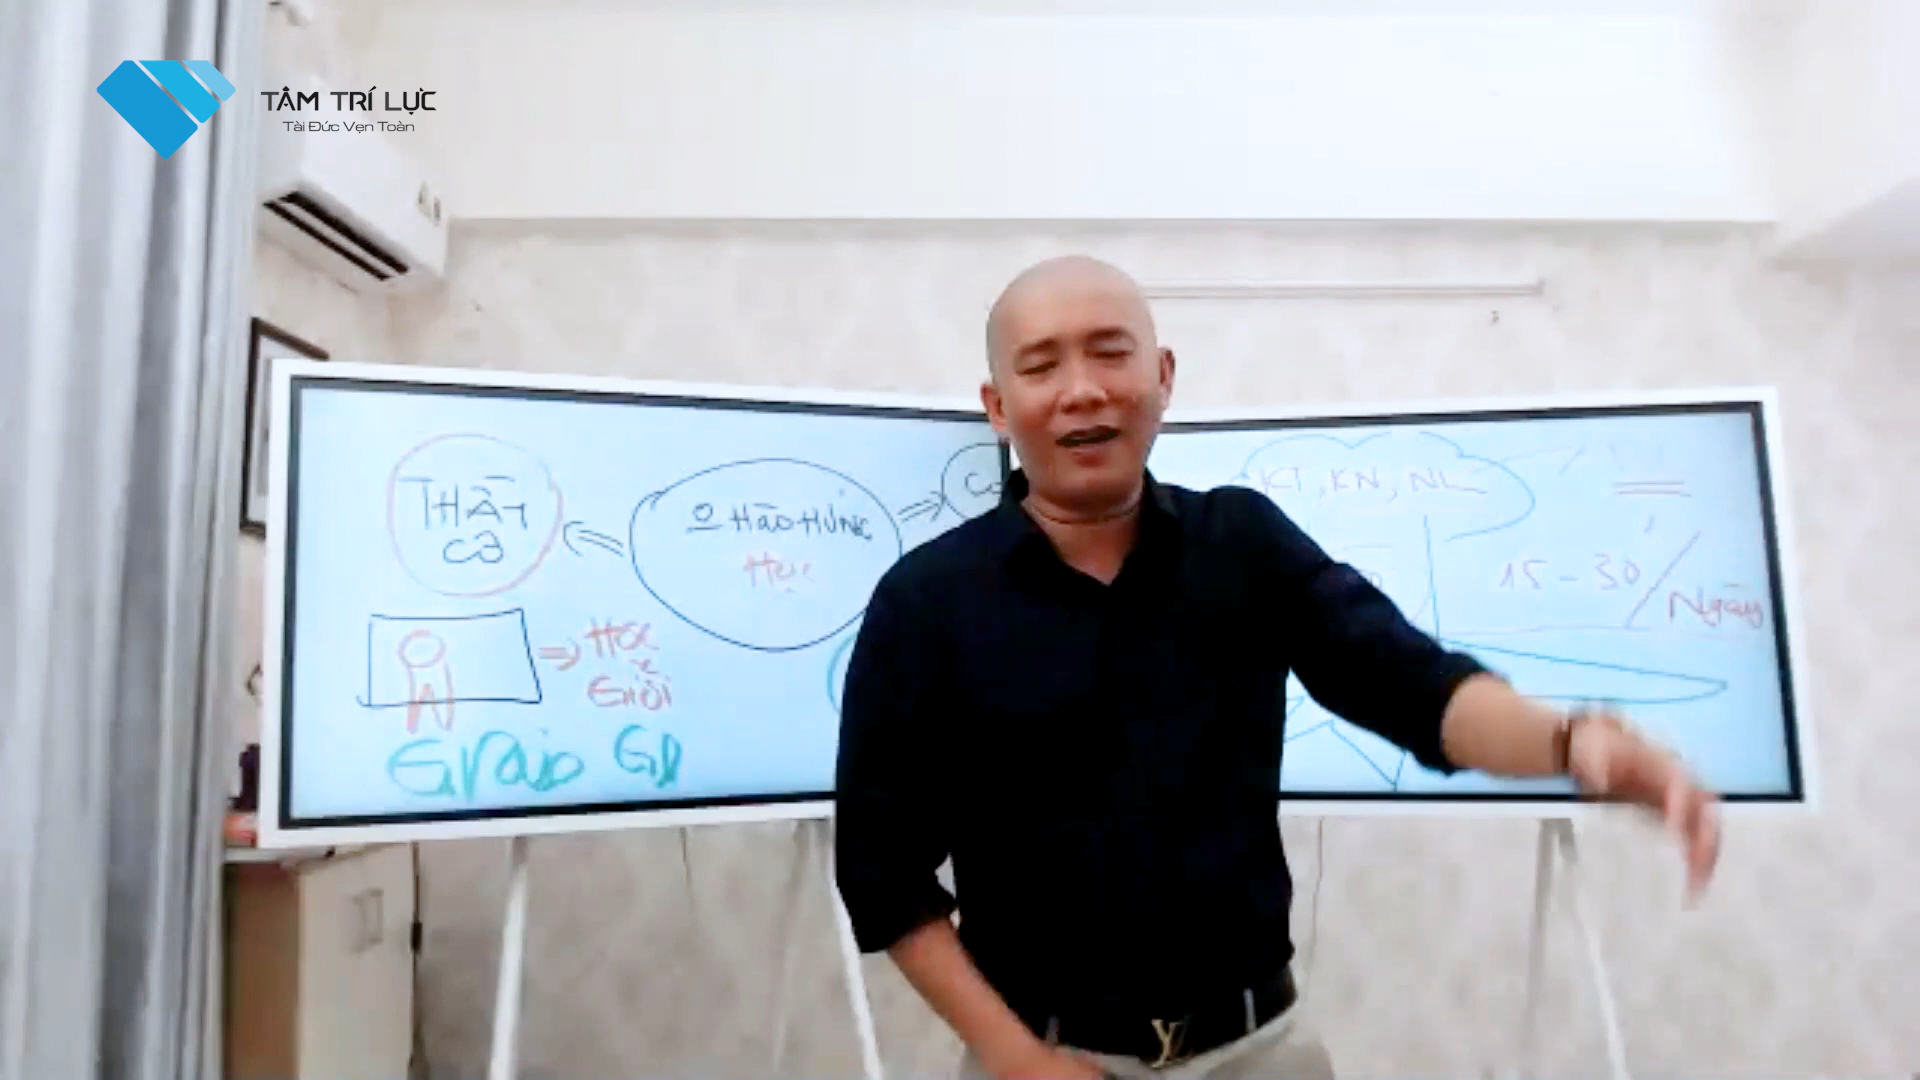 TÂM TRÍ LỰC
Tài Đức Vẹn Toàn
THẦY
CÔ
O HÀO HỨNG
Học
KT, KN, NL
15 - 30 / Ngày
=> Học
Giỏi